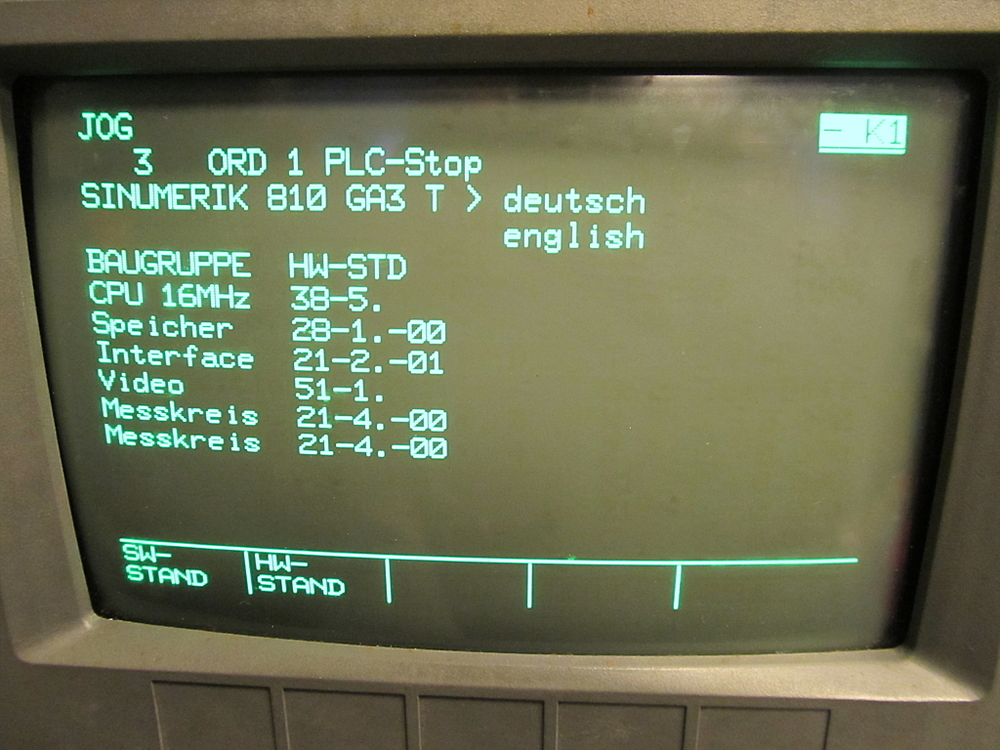 JOG - K1
3 ORD 1 PLC-Stop
SINUMERIK 810 GA3 T > deutsch
english
BAUGRUPPE HW-STD
CPU 16MHz 38-5.
Speicher 28-1.-00
Interface 21-2.-01
Video 51-1.
Messkreis 21-4.-00
Messkreis 21-4.-00
SW- HW-
STAND STAND